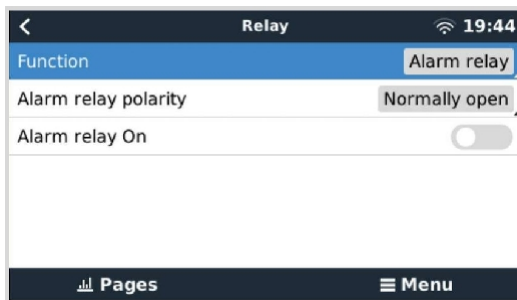 Relay 19:44
Function Alarm relay
Alarm relay polarity Normally open
Alarm relay On
Pages Menu